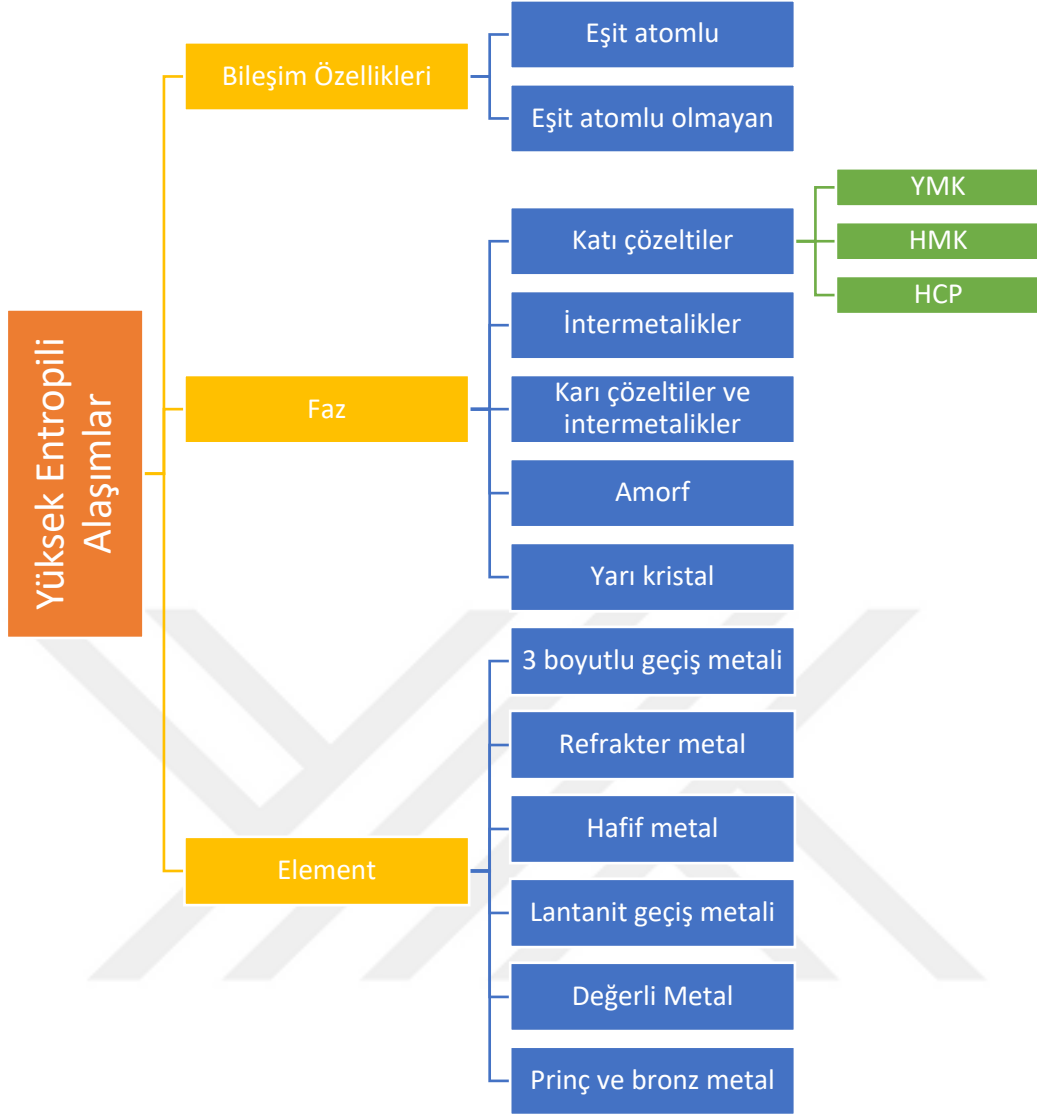 Yüksek Entropili
Alaşımlar
Bileşim Özellikleri
Eşit atomlu
Eşit atomlu olmayan
Faz
Katı çözeltiler
YMK
HMK
HCP
İntermetalikler
Karı çözeltiler ve
intermetalikler
Amorf
Yarı kristal
Element
3 boyutlu geçiş metali
Refrakter metal
Hafif metal
Lantanit geçiş metali
Değerli Metal
Prinç ve bronz metal